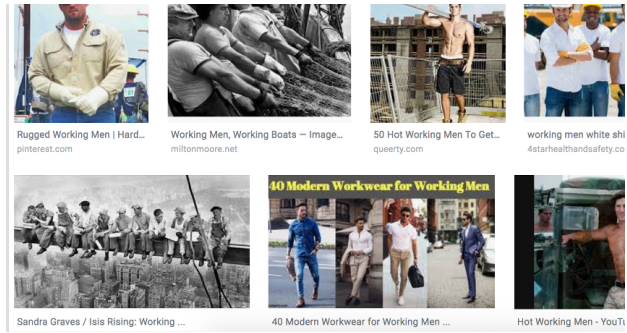 Rugged Working Men | Hard...
pinterest.com
Working Men, Working Boats — Image...
miltonmoore.net
50 Hot Working Men To Get...
queerty.com
working men white shi
4starhealthandsafety.co
40 Modern Workwear for Working Men
Sandra Graves / Isis Rising: Working ...
40 Modern Workwear for Working Men ...
Hot Working Men - YouTu